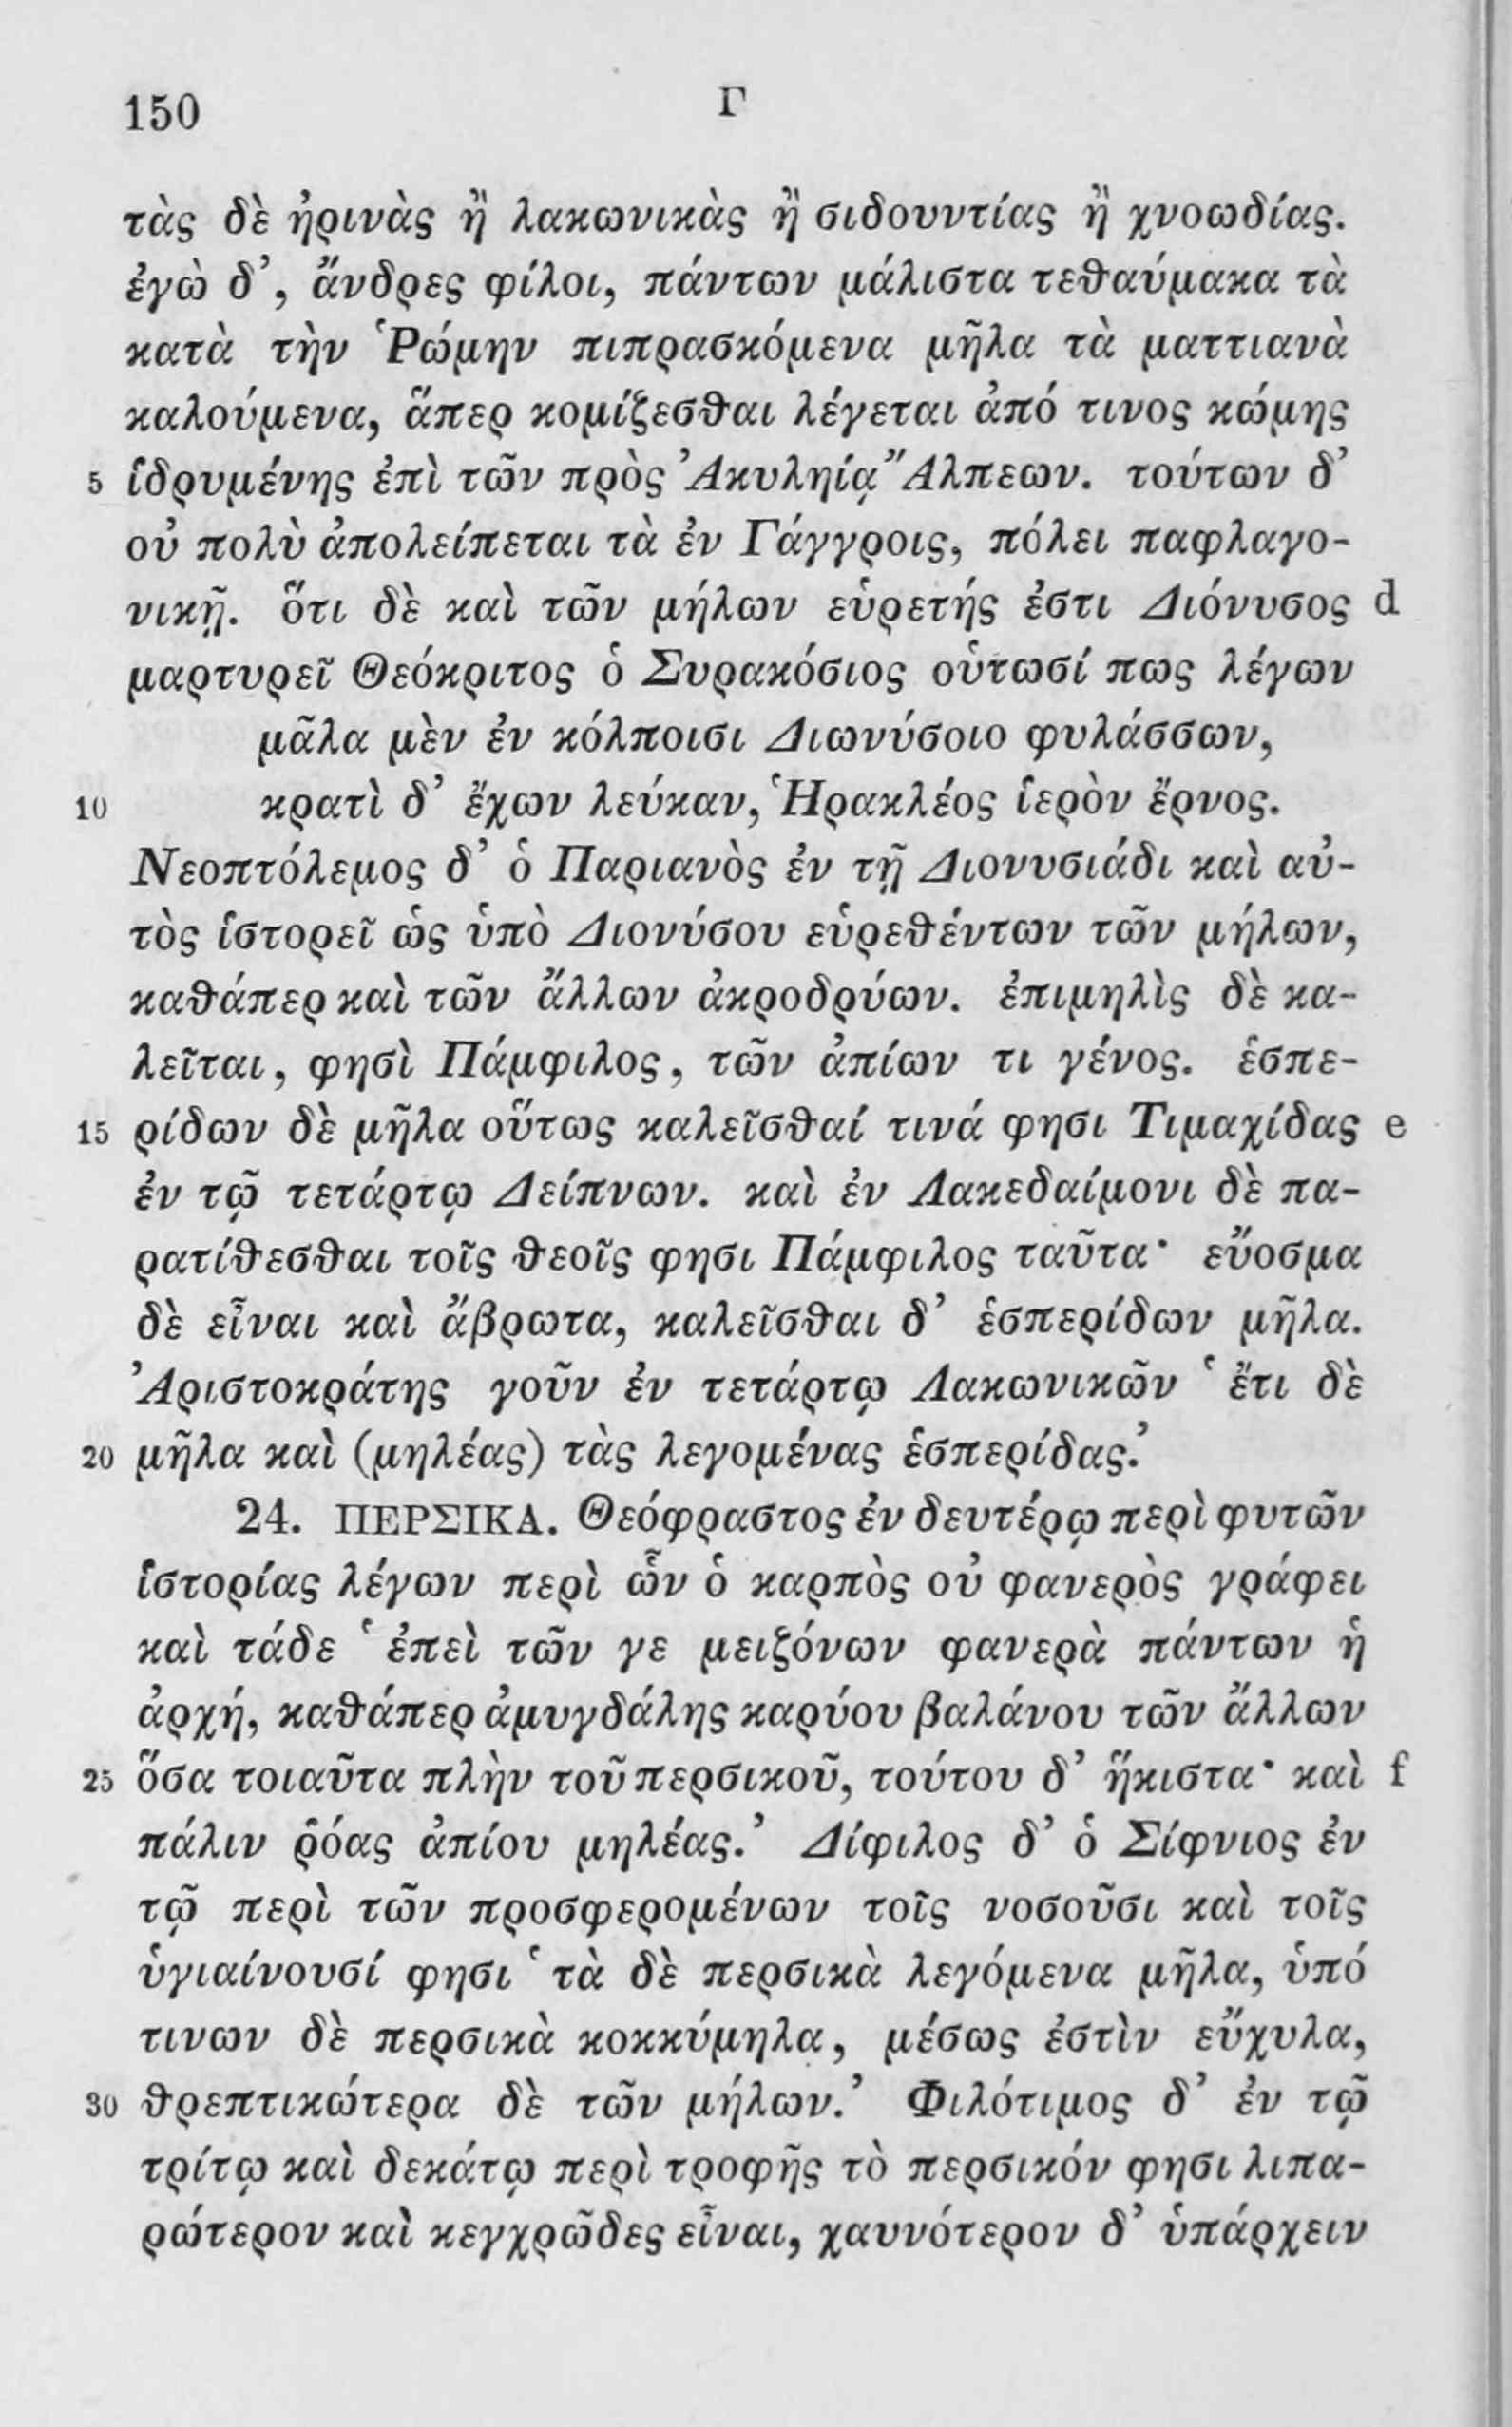 150
Γ
τὰς δὲ ἠρινὰς ἢ λακωνικὰς ἢ σιδουντίας ἢ χνοωδίας.
ἐγὼ δ᾽, ἄνδρες φίλοι, πάντων μάλιστα τεθαύμακα τὰ
κατὰ τὴν Ῥώμην πιπρασκόμενα μῆλα τὰ ματτιανὰ
καλούμενα, ἅπερ κομίζεσθαι λέγεται ἀπό τινος κώμης
5 ἱδρυμένης ἐπὶ τῶν πρὸς Ἀκυληίᾳ Ἄλπεων. τούτων δ᾽
οὐ πολὺ ἀπολείπεται τὰ ἐν Γάγγροις, πόλει παφλαγο-
νικῇ. ὅτι δὲ καὶ τῶν μήλων εὑρετής ἐστι Διόνυσος d
μαρτυρεῖ Θεόκριτος ὁ Συρακόσιος οὑτωσί πως λέγων
μᾶλα μὲν ἐν κόλποισι Διωνύσοιο φυλάσσων,
10 κρατὶ δ᾽ ἔχων λεύκαν, Ἡρακλέος ἱερὸν ἔρνος.
Νεοπτόλεμος δ᾽ ὁ Παριανὸς ἐν τῇ Διονυσιάδι καὶ αὐ-
τὸς ἱστορεῖ ὡς ὑπὸ Διονύσου εὑρεθέντων τῶν μήλων,
καθάπερ καὶ τῶν ἄλλων ἀκροδρύων. ἐπιμηλὶς δὲ κα-
λεῖται, φησὶ Πάμφιλος, τῶν ἀπίων τι γένος. ἑσπε-
15 ρίδων δὲ μῆλα οὕτως καλεῖσθαί τινά φησι Τιμαχίδας e
ἐν τῷ τετάρτῳ Δείπνων. καὶ ἐν Λακεδαίμονι δὲ πα-
ρατίθεσθαι τοῖς θεοῖς φησι Πάμφιλος ταῦτα· εὔοσμα
δὲ εἶναι καὶ ἄβρωτα, καλεῖσθαι δ᾽ ἑσπερίδων μῆλα.
Ἀριστοκράτης γοῦν ἐν τετάρτῳ Λακωνικῶν ‘ἔτι δὲ
20 μῆλα καὶ (μηλέας) τὰς λεγομένας ἑσπερίδας.’
24. ΠΕΡΣΙΚΑ. Θεόφραστος ἐν δευτέρῳ περὶ φυτῶν
ἱστορίας λέγων περὶ ὧν ὁ καρπὸς οὐ φανερὸς γράφει
καὶ τάδε ‘ἐπεὶ τῶν γε μειζόνων φανερὰ πάντων ἡ
ἀρχή, καθάπερ ἀμυγδάλης καρύου βαλάνου τῶν ἄλλων
25 ὅσα τοιαῦτα πλὴν τοῦ περσικοῦ, τούτου δ᾽ ἥκιστα· καὶ f
πάλιν ῥόας ἀπίου μηλέας.’ Δίφιλος δ᾽ ὁ Σίφνιος ἐν
τῷ περὶ τῶν προσφερομένων τοῖς νοσοῦσι καὶ τοῖς
ὑγιαίνουσί φησι ‘τὰ δὲ περσικὰ λεγόμενα μῆλα, ὑπό
τινων δὲ περσικὰ κοκκύμηλα, μέσως ἐστὶν εὔχυλα,
30 θρεπτικώτερα δὲ τῶν μήλων.’ Φιλότιμος δ᾽ ἐν τῷ
τρίτῳ καὶ δεκάτῳ περὶ τροφῆς τὸ περσικόν φησι λιπα-
ρώτερον καὶ κεγχρῶδες εἶναι, χαυνότερον δ᾽ ὑπάρχειν